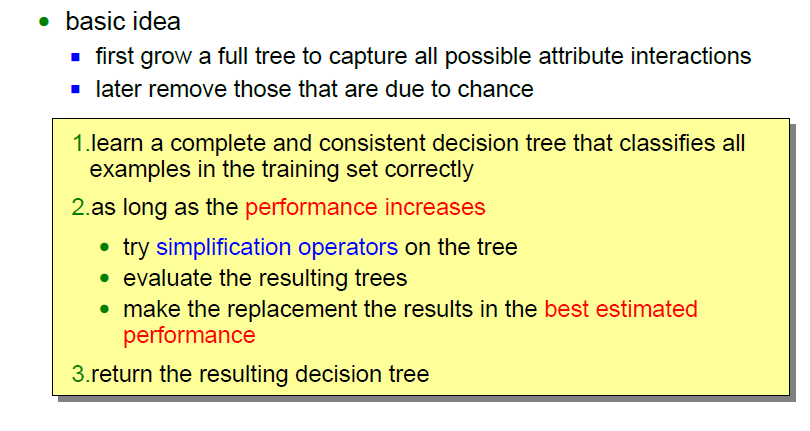 basic idea
first grow a full tree to capture all possible attribute interactions
later remove those that are due to chance
1.learn a complete and consistent decision tree that classifies all
examples in the training set correctly
2.as long as the performance increases
try simplification operators on the tree
evaluate the resulting trees
make the replacement the results in the best estimated
performance
3.return the resulting decision tree